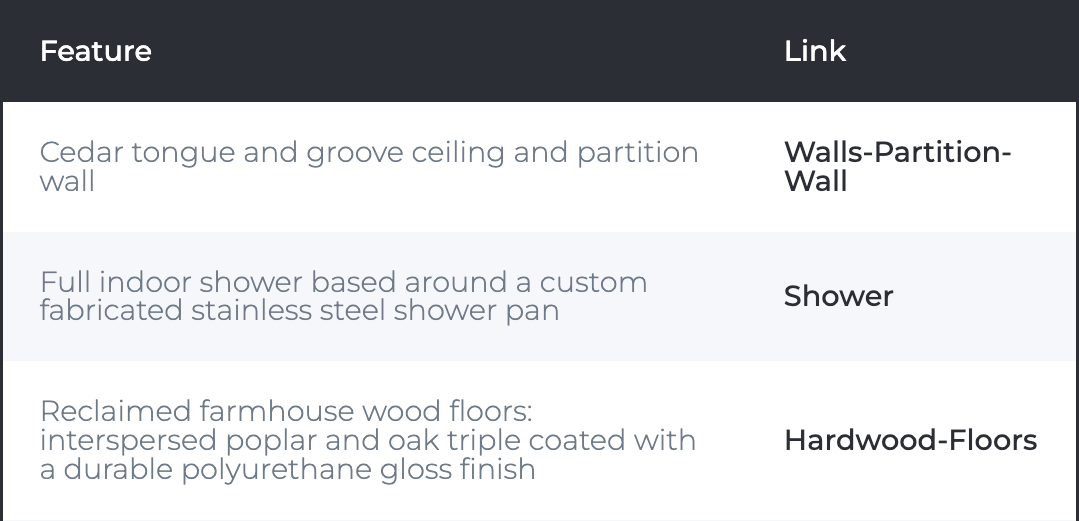 Feature
Link
Cedar tongue and groove ceiling and partition
wall
Walls-Partition-
Wall
Full indoor shower based around a custom
fabricated stainless steel shower pan
Shower
Reclaimed farmhouse wood floors:
interspersed poplar and oak triple coated with
a durable polyurethane gloss finish
Hardwood-Floors